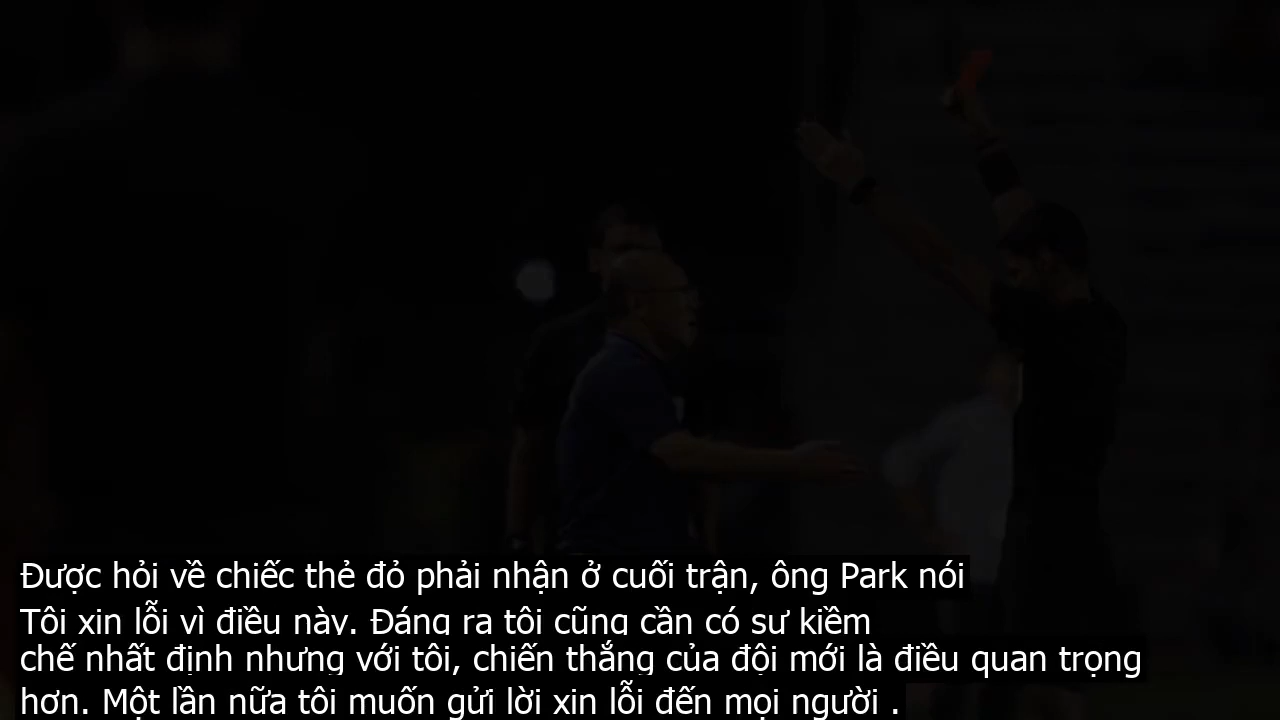 Được hỏi về chiếc thẻ đỏ phải nhận ở cuối trận, ông Park nói
Tôi xin lỗi vì điều này. Đáng ra tôi cũng cần có sự kiềm
chế nhất định nhưng với tôi, chiến thắng của đội mới là điều quan trọng
hơn. Một lần nữa tôi muốn gửi lời xin lỗi đến mọi người .